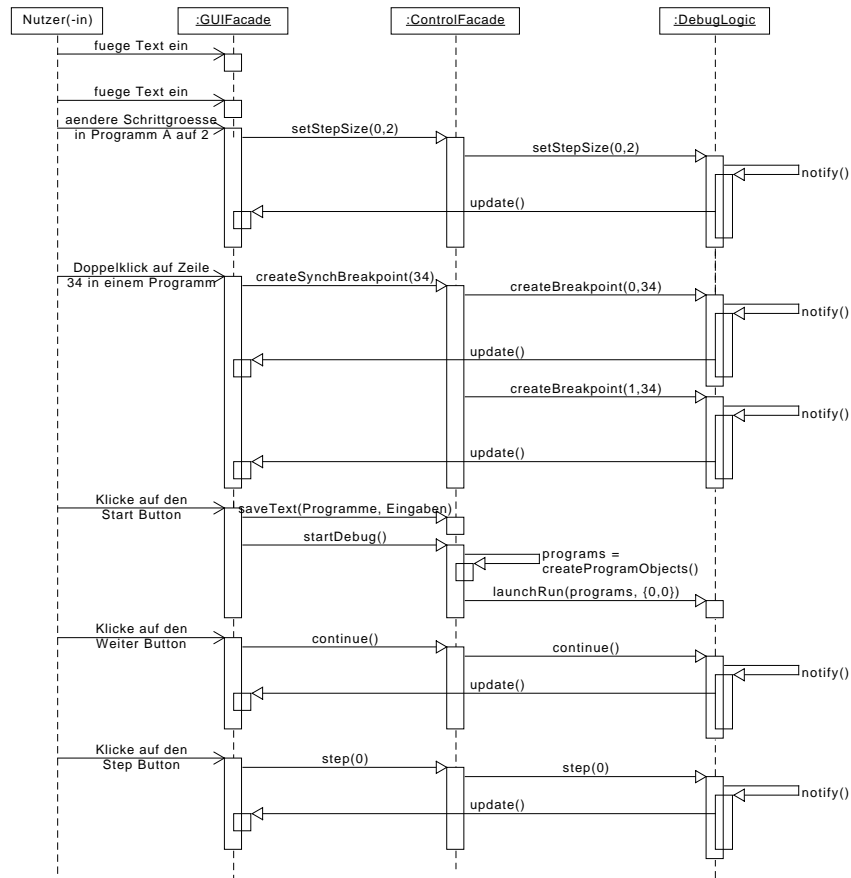 Nutzer(-in)
:GUIFacade
:ControlFacade
:DebugLogic
fuege Text ein
fuege Text ein
aendere Schrittgroesse
in Programm A auf 2
setStepSize(0,2)
setStepSize(0,2)
notify()
update()
Doppelklick auf Zeile
34 in einem Programm
createSynchBreakpoint(34)
createBreakpoint(0,34)
notify()
update()
createBreakpoint(1,34)
notify()
update()
Klicke auf den
Start Button
saveText(Programme, Eingaben)
startDebug()
programs =
createProgramObjects()
launchRun(programs, {0,0})
Klicke auf den
Weiter Button
continue()
continue()
notify()
update()
Klicke auf den
Step Button
step(0)
step(0)
notify()
update()